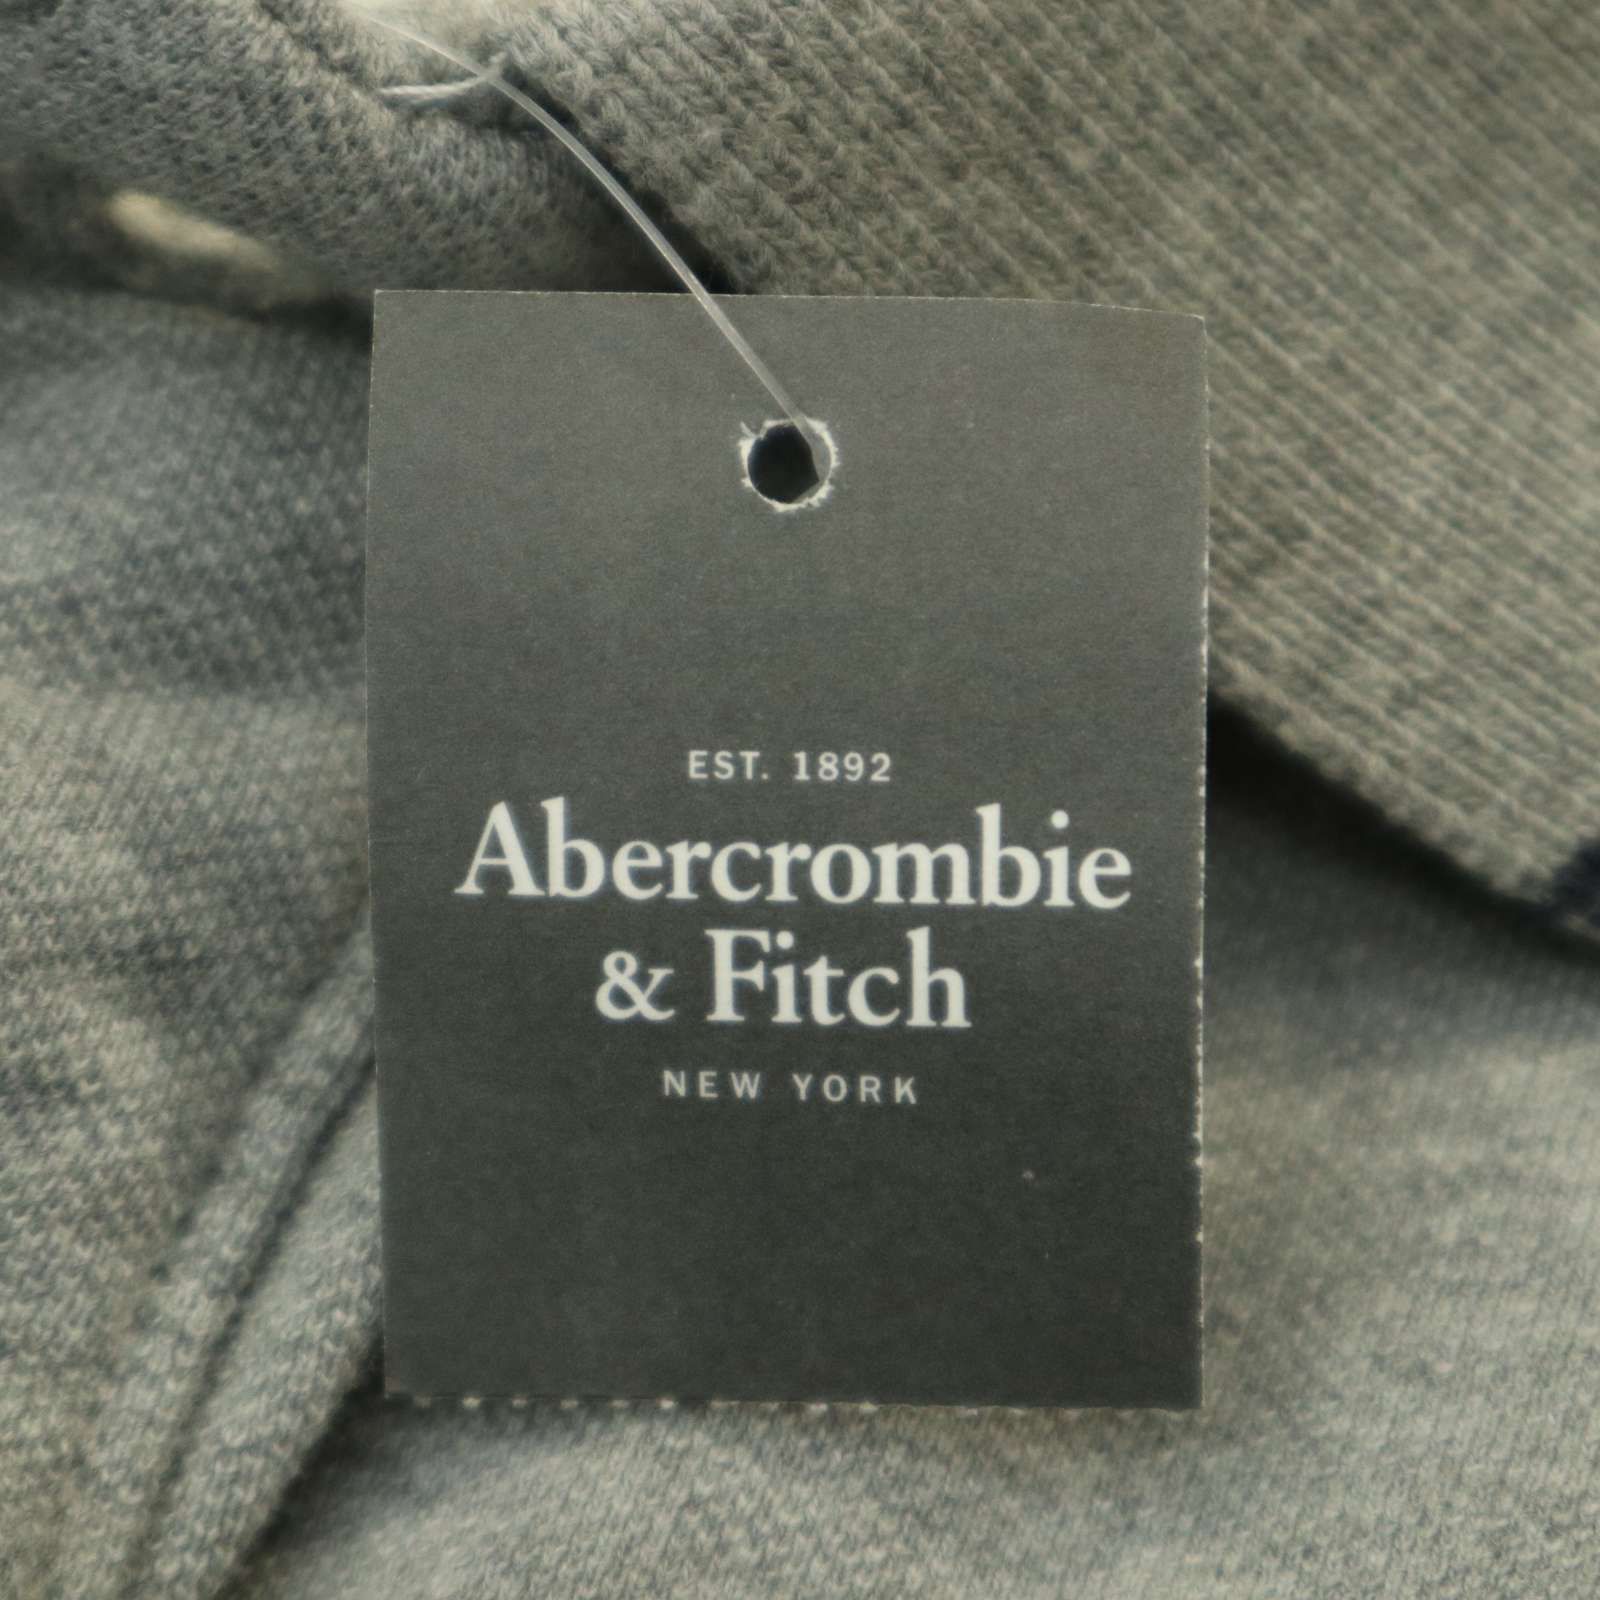 EST. 1892
Abercrombie
& Fitch
NEW YORK